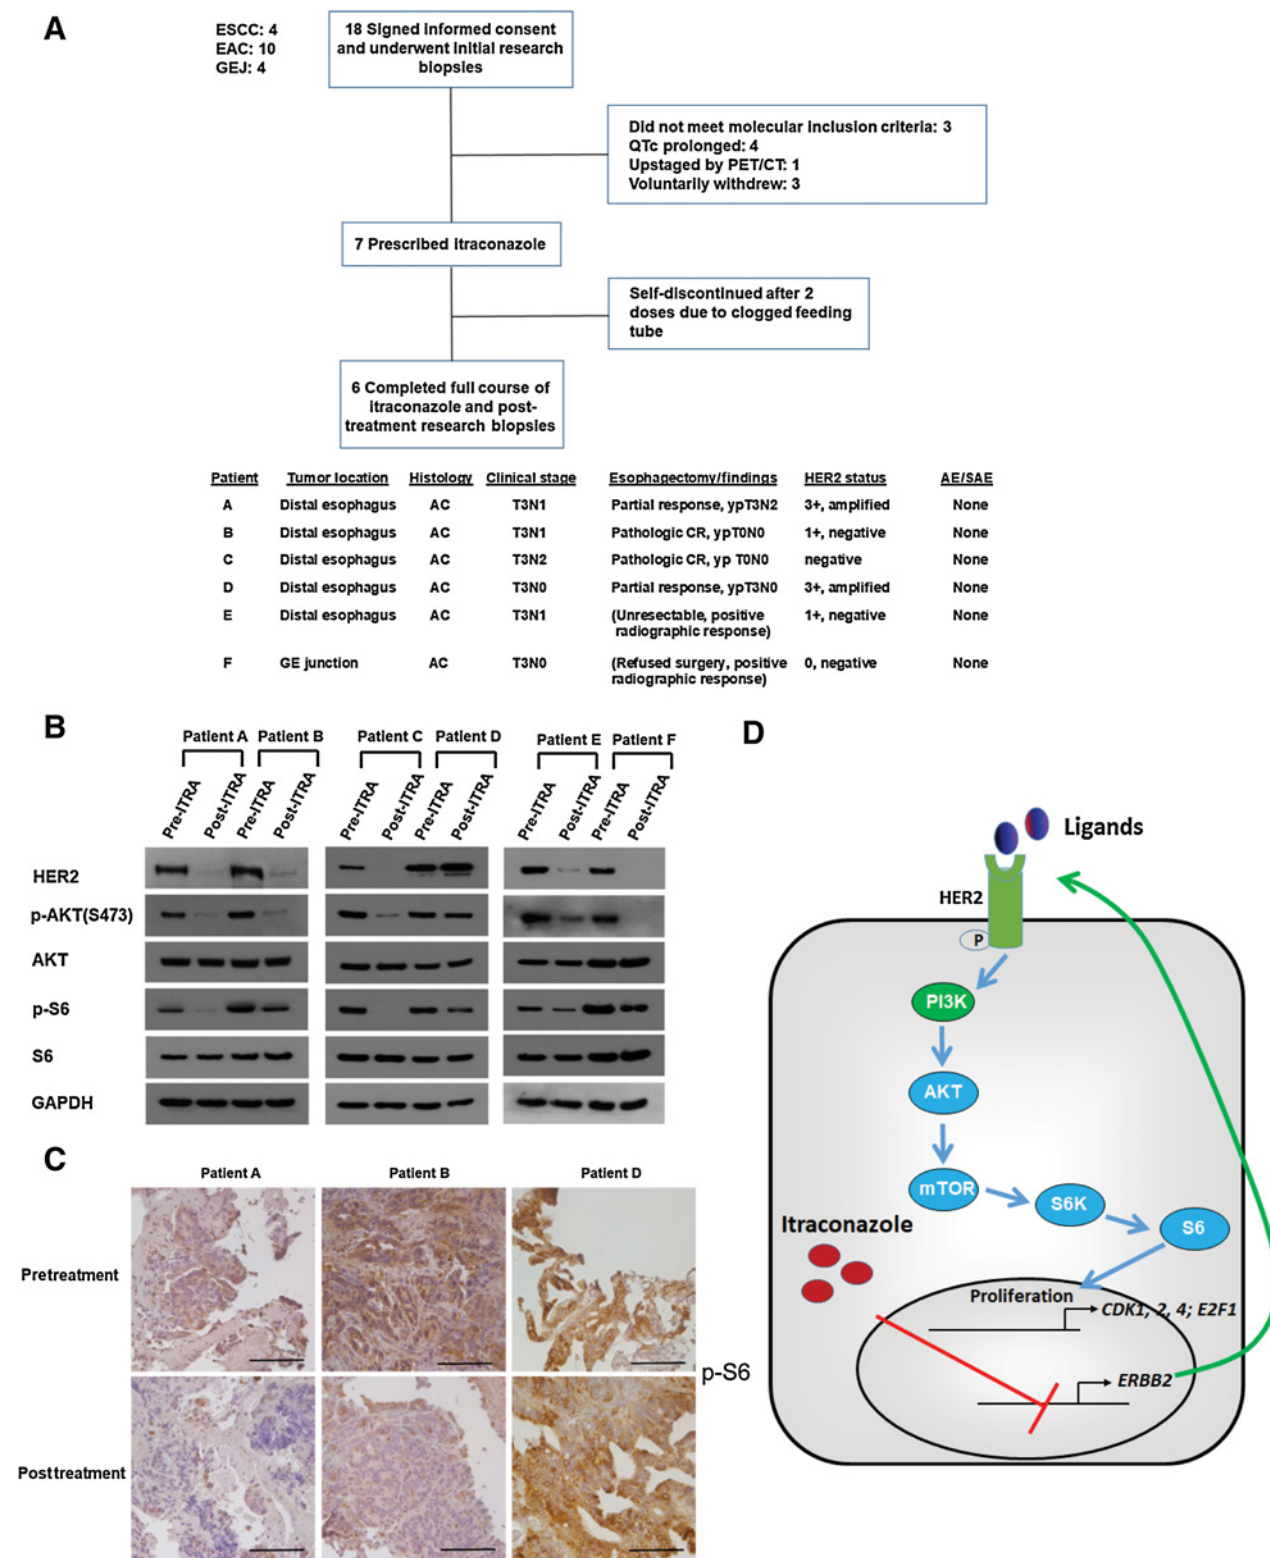 A
ESCC: 4
EAC: 10
GEJ: 4
18 Signed informed consent
and underwent initial research
biopsies
Did not meet molecular inclusion criteria: 3
QTc prolonged: 4
Upstaged by PET/CT: 1
Voluntarily withdrew: 3
7 Prescribed itraconazole
Self-discontinued after 2
doses due to clogged feeding
tube
6 Completed full course of
itraconazole and post-
treatment research biopsies
Patient Tumor location Histology Clinical stage Esophagectomy/findings HER2 status AE/SAE
A Distal esophagus AC T3N1 Partial response, ypT3N2 3+, amplified None
B Distal esophagus AC T3N1 Pathologic CR, ypT0N0 1+, negative None
C Distal esophagus AC T3N2 Pathologic CR, yp T0N0 negative None
D Distal esophagus AC T3N0 Partial response, ypT3N0 3+, amplified None
E Distal esophagus AC T3N1 (Unresectable, positive 1+, negative None
radiographic response)
F GE junction AC T3N0 (Refused surgery, positive 0, negative None
radiographic response)
B
Patient A Patient B Patient C Patient D Patient E Patient F
Pre-ITRA Post-ITRA Pre-ITRA Post-ITRA Pre-ITRA Post-ITRA Pre-ITRA Post-ITRA Pre-ITRA Post-ITRA Pre-ITRA Post-ITRA
HER2
p-AKT(S473)
AKT
p-S6
S6
GAPDH
C
Patient A Patient B Patient D
Pretreatment
Posttreatment
p-S6
D
Ligands
HER2
P
PI3K
AKT
mTOR
S6K
S6
Itraconazole
Proliferation
CDK1, 2, 4; E2F1
ERBB2